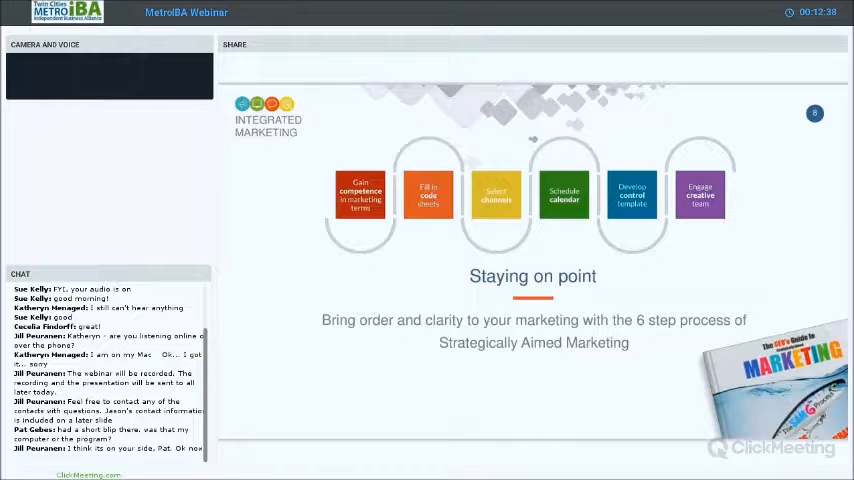 Twin Cities
METRO iBA
Independent Business Alliance
MetroIBA Webinar
00:12:38
CAMERA AND VOICE
SHARE
INTEGRATED
MARKETING
8
Gain
competence
in marketing
terms
Fill in
code
sheets
Select
channels
Schedule
calendar
Develop
control
template
Engage
creative
team
Staying on point
Bring order and clarity to your marketing with the 6 step process of
Strategically Aimed Marketing
The CEO's Guide to
MARKETING
Process
ClickMeeting
CHAT
Sue Kelly: FYI, your audio is on
Sue Kelly: good morning!
Katheryn Menaged: I still can't hear anything
Sue Kelly: good
Cecelia Findorff: great!
Jill Peuranen: Katheryn - are you listening online o
over the phone?
Katheryn Menaged: I am on my Mac Ok... I got
it... sorry
Jill Peuranen: The webinar will be recorded. The
recording and the presentation will be sent to all
later today.
Jill Peuranen: Feel free to contact any of the
contacts with questions. Jason's contact information
is included on a later slide
Pat Gebes: had a short blip there. was that my
computer or the program?
Jill Peuranen: I think its on your side, Pat. Ok now
ClickMeeting.com